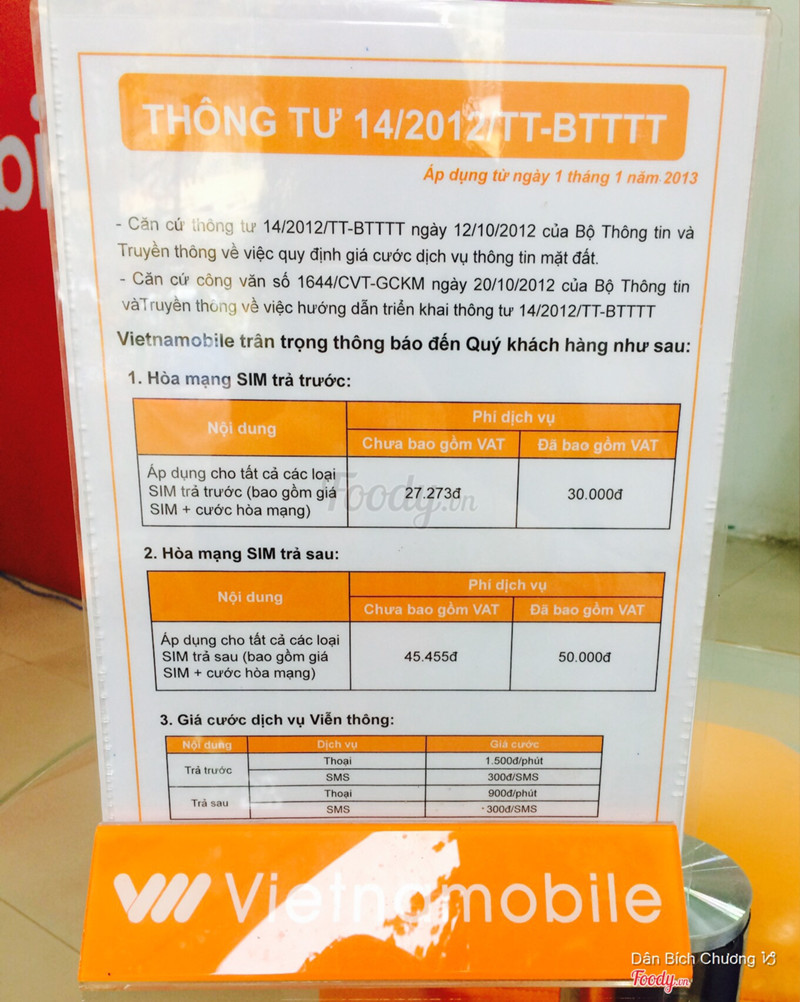 THÔNG TƯ 14/2012/TT-BTTTT
Áp dụng từ ngày 1 tháng 1 năm 2013
- Căn cứ thông tư 14/2012/TT-BTTTT ngày 12/10/2012 của Bộ Thông tin và
Truyền thông về việc quy định giá cước dịch vụ thông tin mặt đất.
- Căn cứ công văn số 1644/CVT-GCKM ngày 20/10/2012 của Bộ Thông tin
vàTruyền thông về việc hướng dẫn triển khai thông tư 14/2012/TT-BTTTT
Vietnamobile trân trọng thông báo đến Quý khách hàng như sau:
1. Hòa mạng SIM trả trước:
Nội dung
Phí dịch vụ
Chưa bao gồm VAT
Đã bao gồm VAT
Áp dụng cho tất cả các loại
SIM trả trước (bao gồm giá
SIM + cước hòa mạng)
27.273đ
30.000đ
Foody.vn
2. Hòa mạng SIM trả sau:
Nội dung
Phí dịch vụ
Chưa bao gồm VAT
Đã bao gồm VAT
Áp dụng cho tất cả các loại
SIM trả sau (bao gồm giá
SIM + cước hòa mạng)
45.455đ
50.000đ
3. Giá cước dịch vụ Viễn thông:
Nội dung Dịch vụ Giá cước
Trả trước
Thoại 1.500đ/phút
SMS 300đ/SMS
Trả sau
Thoại 900đ/phút
SMS 300đ/SMS
Vietnamobile
Dân Bích Chương
Foody.vn